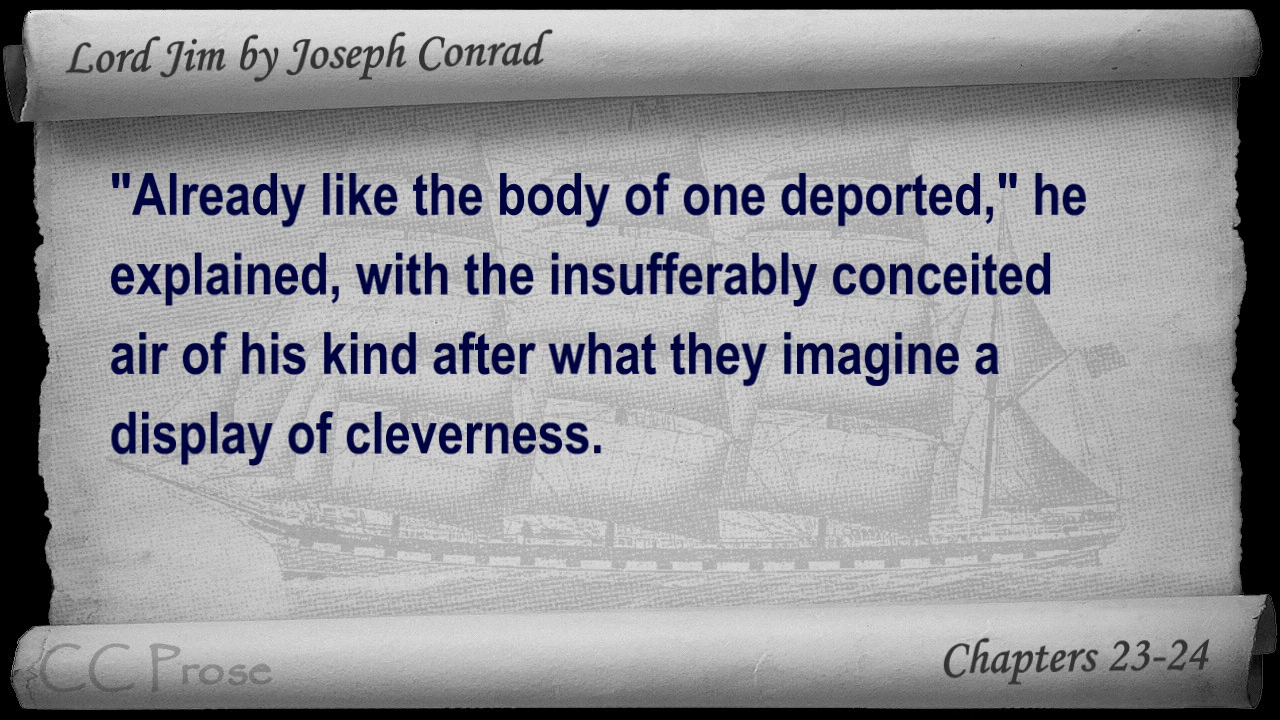 Lord Jim by Joseph Conrad
"Already like the body of one deported," he
explained, with the insufferably conceited
air of his kind after what they imagine a
display of cleverness.
CC Prose
Chapters 23-24